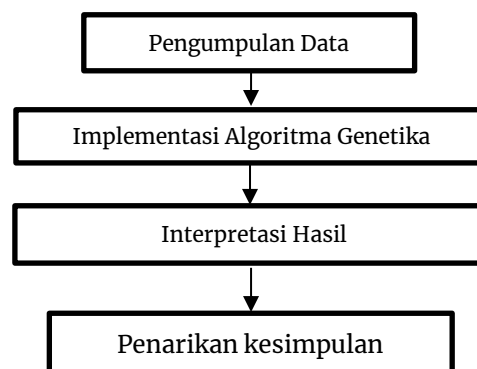 Pengumpulan Data
Implementasi Algoritma Genetika
Interpretasi Hasil
Penarikan kesimpulan